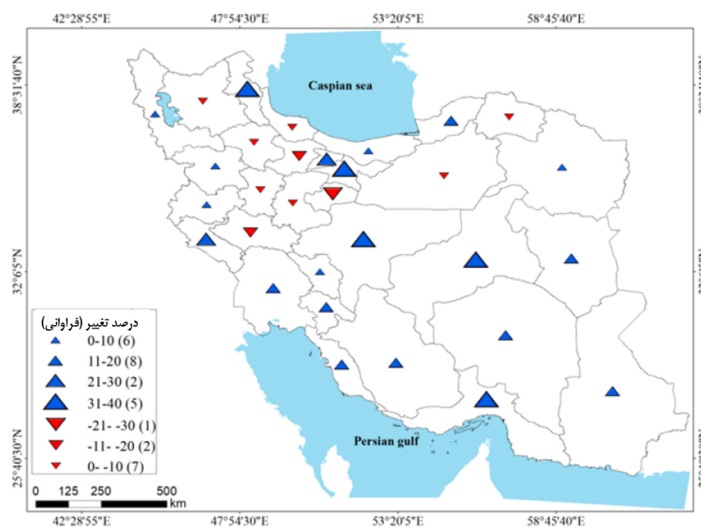 42°28'55"E 47°54'30"E 53°20'5"E 58°45'40"E
38°31'40"N
Caspian sea
32°6'5"N
درصد تغییر (فراوانی)
0-10 (6)
11-20 (8)
21-30 (2)
31-40 (5)
-21- -30 (1)
-11- -20 (2)
0- -10 (7)
Persian gulf
25°40'30"N
0 125 250 500
km
42°28'55"E 47°54'30"E 53°20'5"E 58°45'40"E